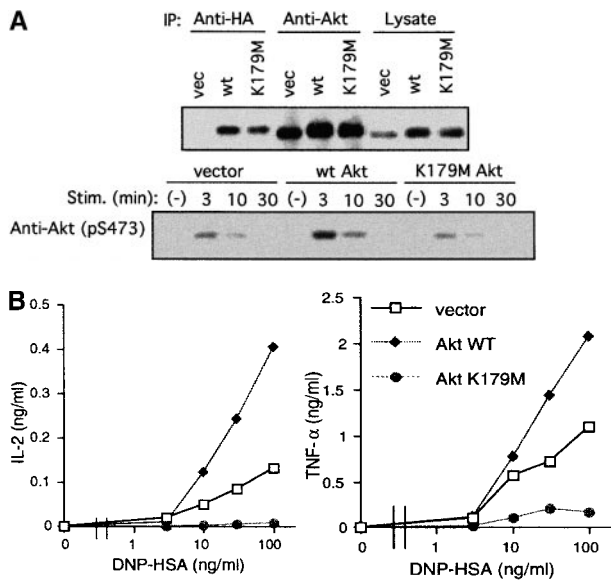 A
IP: Anti-HA Anti-Akt Lysate
vec wt K179M vec wt K179M vec wt K179M
vector wt Akt K179M Akt
Stim. (min): (-) 3 10 30 (-) 3 10 30 (-) 3 10 30
Anti-Akt (pS473)
B
0.5
0.4
0.3
0.2
0.1
0
IL-2 (ng/ml)
0 1 10 100
DNP-HSA (ng/ml)
vector
Akt WT
Akt K179M
2.5
2
1.5
1
0.5
0
TNF-α (ng/ml)
0 1 10 100
DNP-HSA (ng/ml)